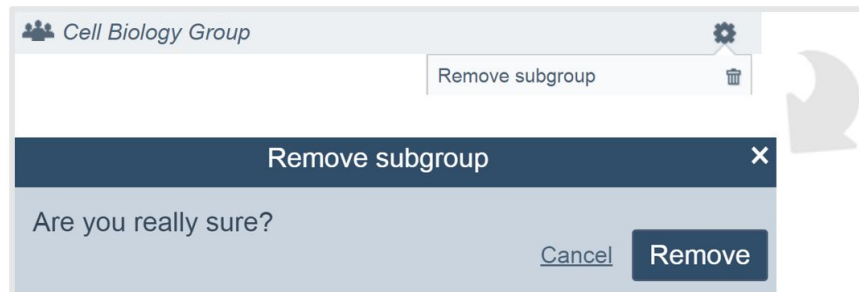 Cell Biology Group
Remove subgroup
Remove subgroup
Are you really sure?
Cancel Remove